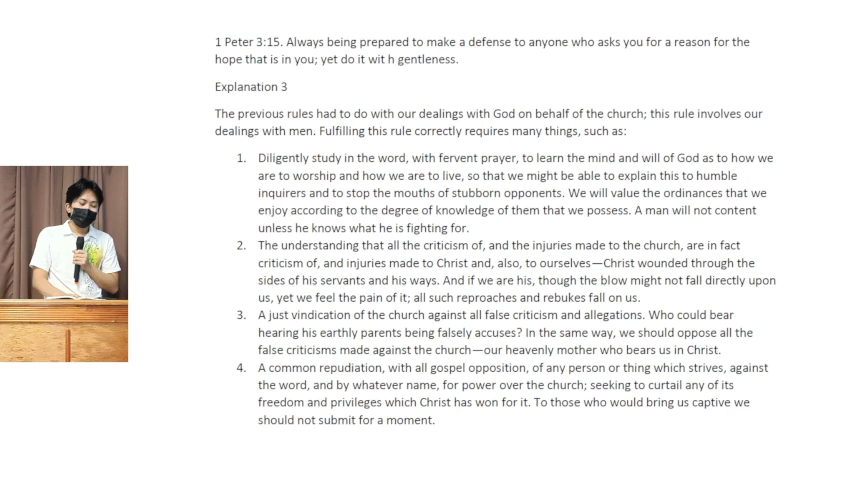 1 Peter 3:15. Always being prepared to make a defense to anyone who asks you for a reason for the
hope that is in you; yet do it wit h gentleness.
Explanation 3
The previous rules had to do with our dealings with God on behalf of the church; this rule involves our
dealings with men. Fulfilling this rule correctly requires many things, such as:
1. Diligently study in the word, with fervent prayer, to learn the mind and will of God as to how we
are to worship and how we are to live, so that we might be able to explain this to humble
inquirers and to stop the mouths of stubborn opponents. We will value the ordinances that we
enjoy according to the degree of knowledge of them that we possess. A man will not content
unless he knows what he is fighting for.
2. The understanding that all the criticism of, and the injuries made to the church, are in fact
criticism of, and injuries made to Christ and, also, to ourselves—Christ wounded through the
sides of his servants and his ways. And if we are his, though the blow might not fall directly upon
us, yet we feel the pain of it; all such reproaches and rebukes fall on us.
3. A just vindication of the church against all false criticism and allegations. Who could bear
hearing his earthly parents being falsely accuses? In the same way, we should oppose all the
false criticisms made against the church—our heavenly mother who bears us in Christ.
4. A common repudiation, with all gospel opposition, of any person or thing which strives, against
the word, and by whatever name, for power over the church; seeking to curtail any of its
freedom and privileges which Christ has won for it. To those who would bring us captive we
should not submit for a moment.